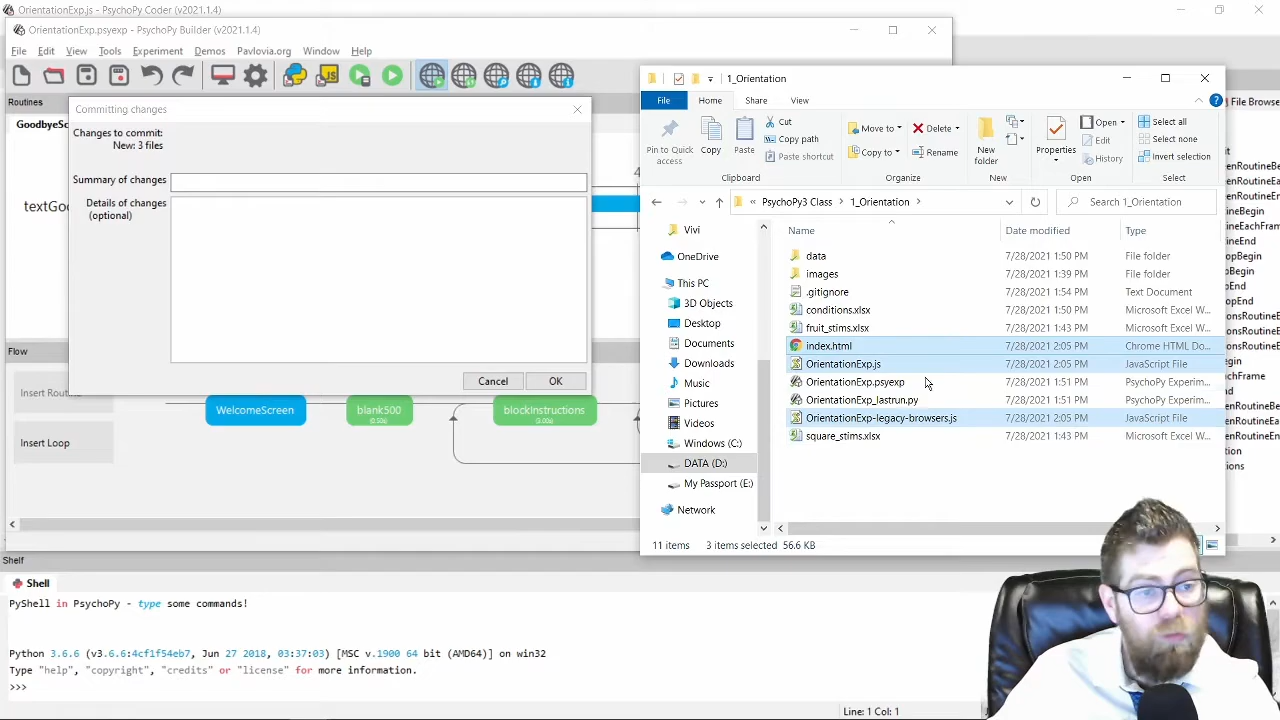 OrientationExp.js - PsychoPy Coder (v2021.1.4)
OrientationExp.psyexp - PsychoPy Builder (v2021.1.4)
File Edit View Tools Experiment Demos Pavlovia.org Window Help
Routines
Committing changes
Changes to commit:
New: 3 files
Summary of changes
Details of changes
(optional)
Cancel OK
Flow
Insert Loop
WelcomeScreen
blank500
blockInstructions
1_Orientation
File Home Share View
Pin to Quick access
Copy
Paste
Cut
Copy path
Paste shortcut
Clipboard
Move to
Copy to
Delete
Rename
Organize
New folder
New
Properties
Open
Edit
History
Open
Select all
Select none
Invert selection
Select
« PsychoPy3 Class > 1_Orientation >
Search 1_Orientation
Vivi
OneDrive
This PC
3D Objects
Desktop
Documents
Downloads
Music
Pictures
Videos
Windows (C:)
DATA (D:)
My Passport (E:)
Network
Name Date modified Type
data 7/28/2021 1:50 PM File folder
images 7/28/2021 1:39 PM File folder
.gitignore 7/28/2021 1:54 PM Text Document
conditions.xlsx 7/28/2021 1:50 PM Microsoft Excel W...
fruit_stims.xlsx 7/28/2021 1:43 PM Microsoft Excel W...
index.html 7/28/2021 2:05 PM Chrome HTML Do...
OrientationExp.js 7/28/2021 2:05 PM JavaScript File
OrientationExp.psyexp 7/28/2021 1:51 PM PsychoPy Experim...
OrientationExp_lastrun.py 7/28/2021 1:51 PM PsychoPy Experim...
OrientationExp-legacy-browsers.js 7/28/2021 2:05 PM JavaScript File
square_stims.xlsx 7/28/2021 1:43 PM Microsoft Excel W...
11 items 3 items selected 56.6 KB
File Browser
Shelf
Shell
PyShell in PsychoPy - type some commands!
Python 3.6.6 (v3.6.6:4cf1f54eb7, Jun 27 2018, 03:37:03) [MSC v.1900 64 bit (AMD64)] on win32
Type "help", "copyright", "credits" or "license" for more information.
>>>
Line: 1 Col: 1